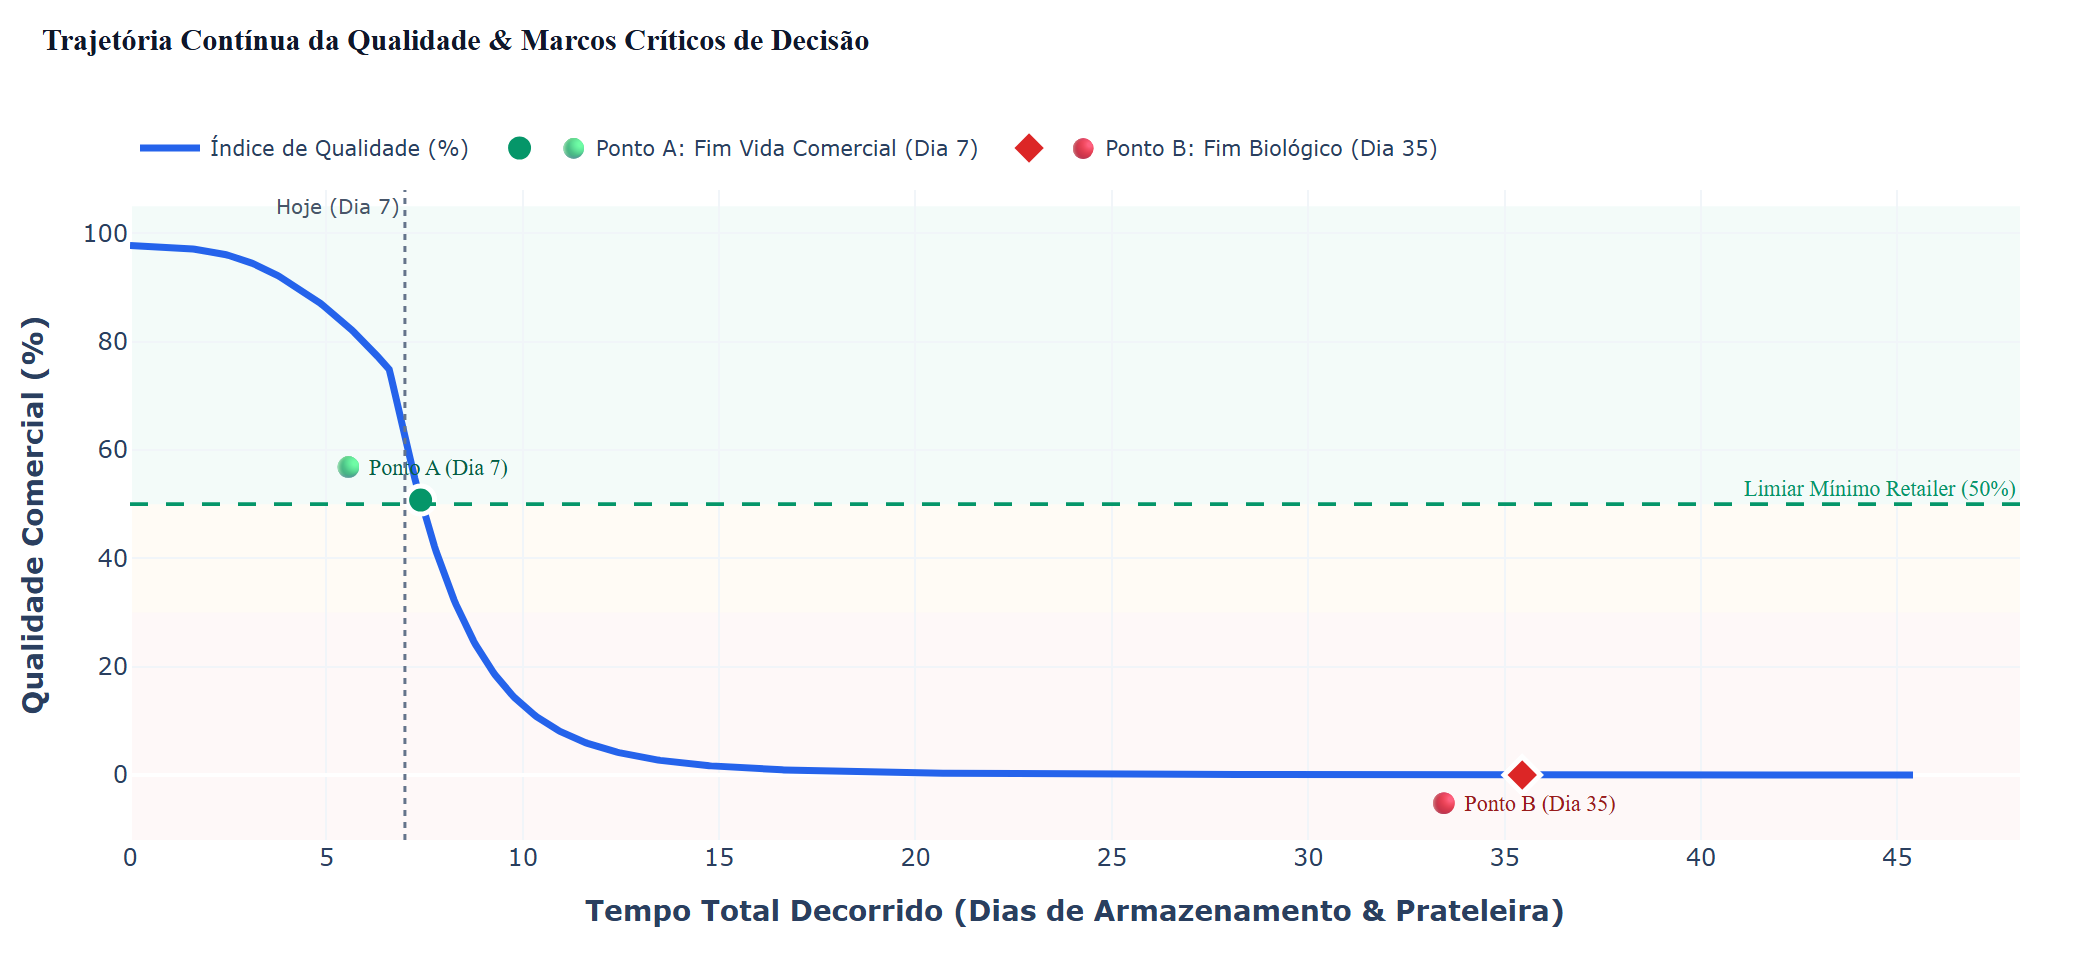 Trajetória Contínua da Qualidade & Marcos Críticos de Decisão
Índice de Qualidade (%)
Ponto A: Fim Vida Comercial (Dia 7)
Ponto B: Fim Biológico (Dia 35)
Hoje (Dia 7)
100
80
60
40
20
0
Qualidade Comercial (%)
Ponto A (Dia 7)
Limiar Mínimo Retailer (50%)
Ponto B (Dia 35)
0 5 10 15 20 25 30 35 40 45
Tempo Total Decorrido (Dias de Armazenamento & Prateleira)